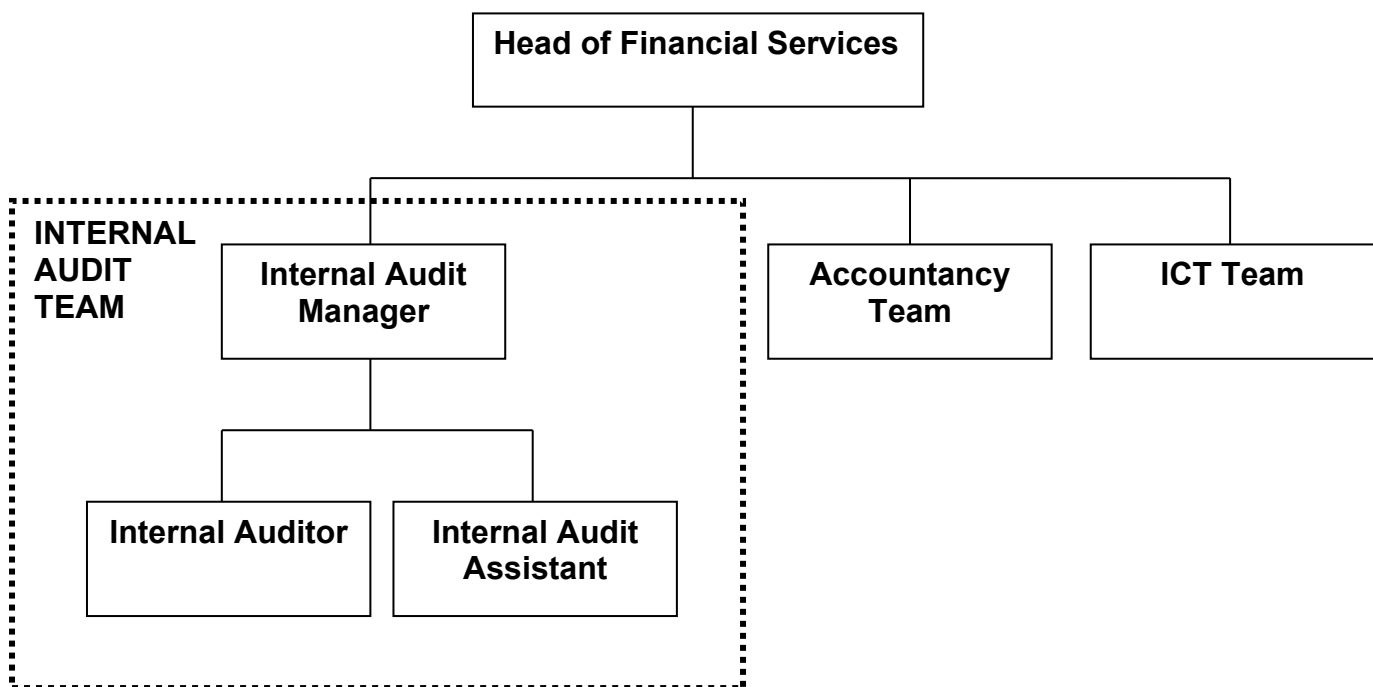 Head of Financial Services
INTERNAL
AUDIT
TEAM
Internal Audit
Manager
Accountancy
Team
ICT Team
Internal Auditor
Internal Audit
Assistant